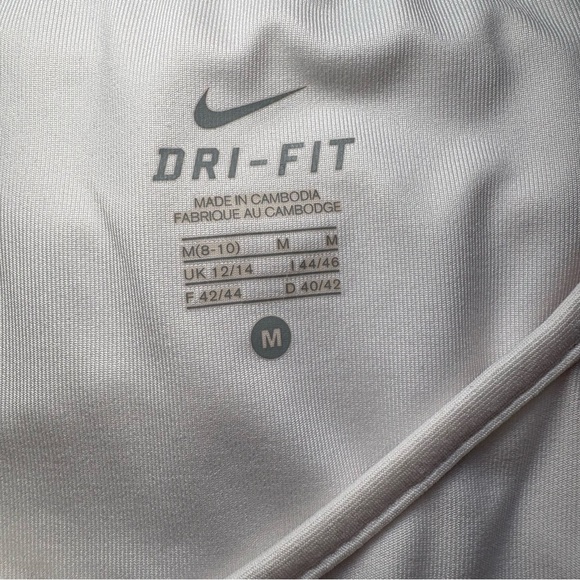 DRI-FIT
MADE IN CAMBODIA
FABRIQUE AU CAMBODGE
M(8-10) M M
UK 12/14 I 44/46
F 42/44 D 40/42
M